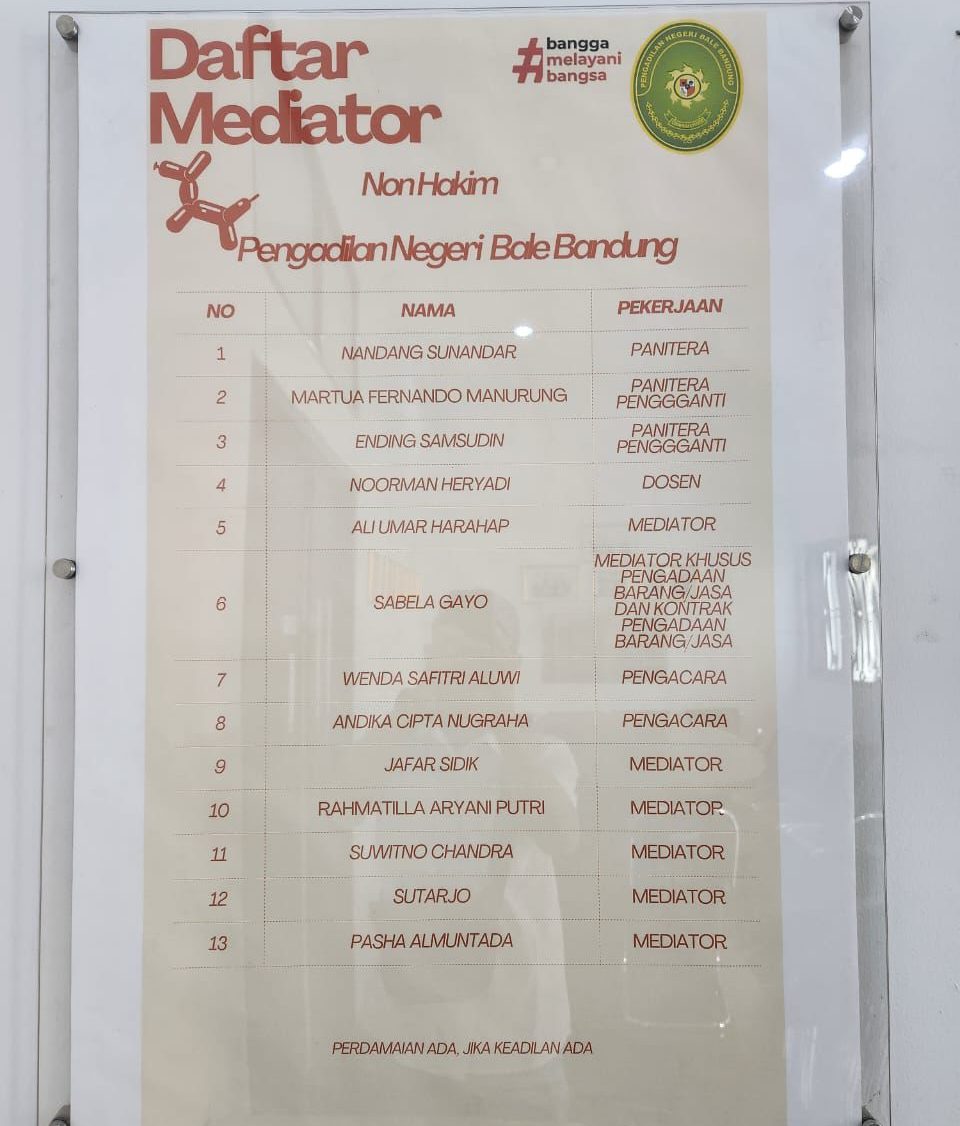 Daftar
Mediator
#bangga
melayani
bangsa
PENGADILAN NEGERI BALE BANDUNG
Non Hakim
Pengadilan Negeri Bale Bandung
NO NAMA PEKERJAAN
1 NANDANG SUNANDAR PANITERA
2 MARTUA FERNANDO MANURUNG PANITERA
PENGGGANTI
3 ENDING SAMSUDIN PANITERA
PENGGGANTI
4 NOORMAN HERYADI DOSEN
5 ALI UMAR HARAHAP MEDIATOR
6 SABELA GAYO MEDIATOR KHUSUS
PENGADAAN
BARANG/JASA
DAN KONTRAK
PENGADAAN
BARANG/JASA
7 WENDA SAFITRI ALUWI PENGACARA
8 ANDIKA CIPTA NUGRAHA PENGACARA
9 JAFAR SIDIK MEDIATOR
10 RAHMATILLA ARYANI PUTRI MEDIATOR
11 SUWITNO CHANDRA MEDIATOR
12 SUTARJO MEDIATOR
13 PASHA ALMUNTADA MEDIATOR
PERDAMAIAN ADA, JIKA KEADILAN ADA